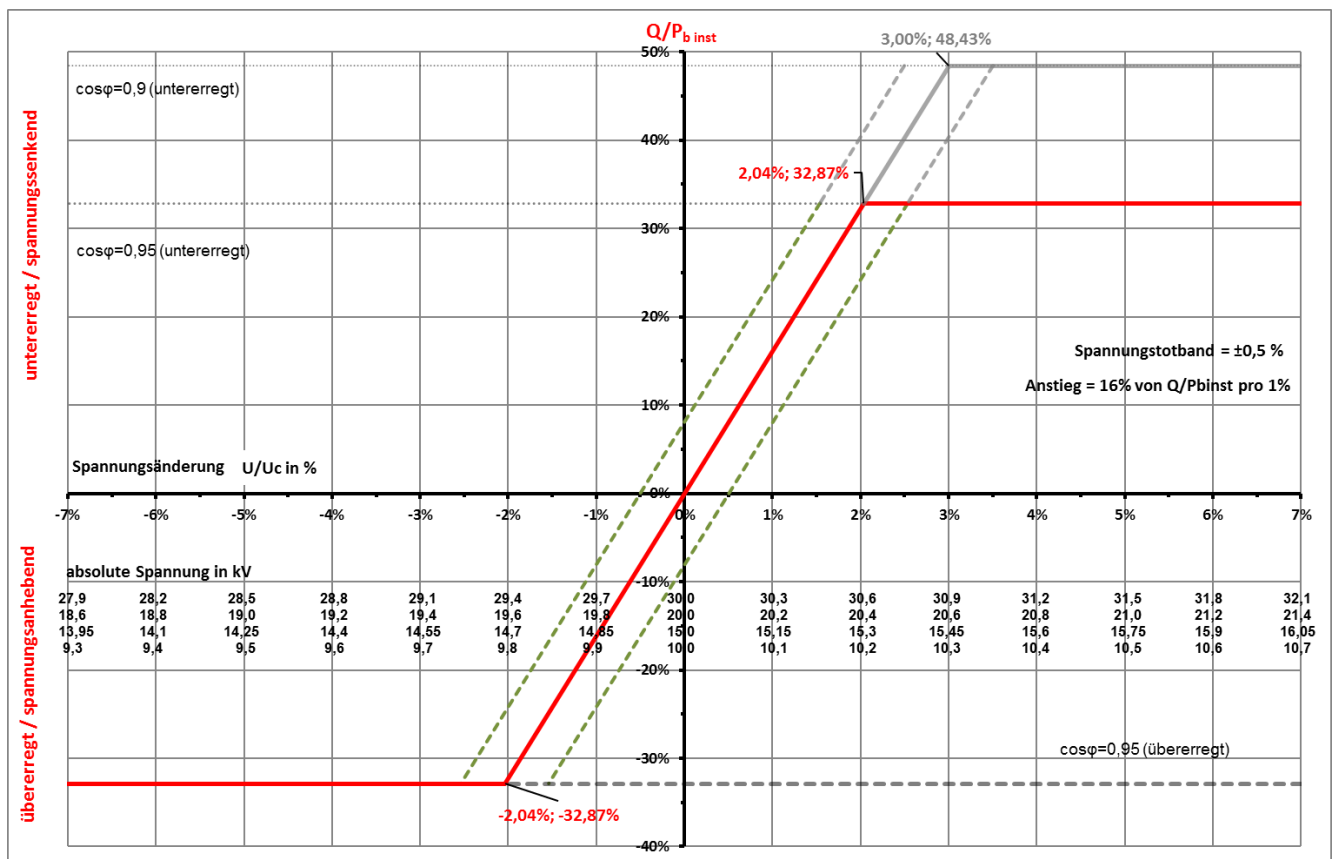 Q/Pb inst
3,00%; 48,43%
50%
cosφ=0,9 (untererregt)
40%
2,04%; 32,87%
30%
cosφ=0,95 (untererregt)
untererregt / spannungssenkend
20%
Spannungstotband = ±0,5 %
Anstieg = 16% von Q/Pbinst pro 1%
10%
Spannungsänderung U/Uc in %
0%
-7% -6% -5% -4% -3% -2% -1% 0% 1% 2% 3% 4% 5% 6% 7%
absolute Spannung in kV
-10%
27,9 28,2 28,5 28,8 29,1 29,4 29,7 30,0 30,3 30,6 30,9 31,2 31,5 31,8 32,1
18,6 18,8 19,0 19,2 19,4 19,6 19,8 20,0 20,2 20,4 20,6 20,8 21,0 21,2 21,4
13,95 14,1 14,25 14,4 14,55 14,7 14,85 15,0 15,15 15,3 15,45 15,6 15,75 15,9 16,05
9,3 9,4 9,5 9,6 9,7 9,8 9,9 10,0 10,1 10,2 10,3 10,4 10,5 10,6 10,7
-20%
übererregt / spannungsanhebend
cosφ=0,95 (übererregt)
-30%
-2,04%; -32,87%
-40%